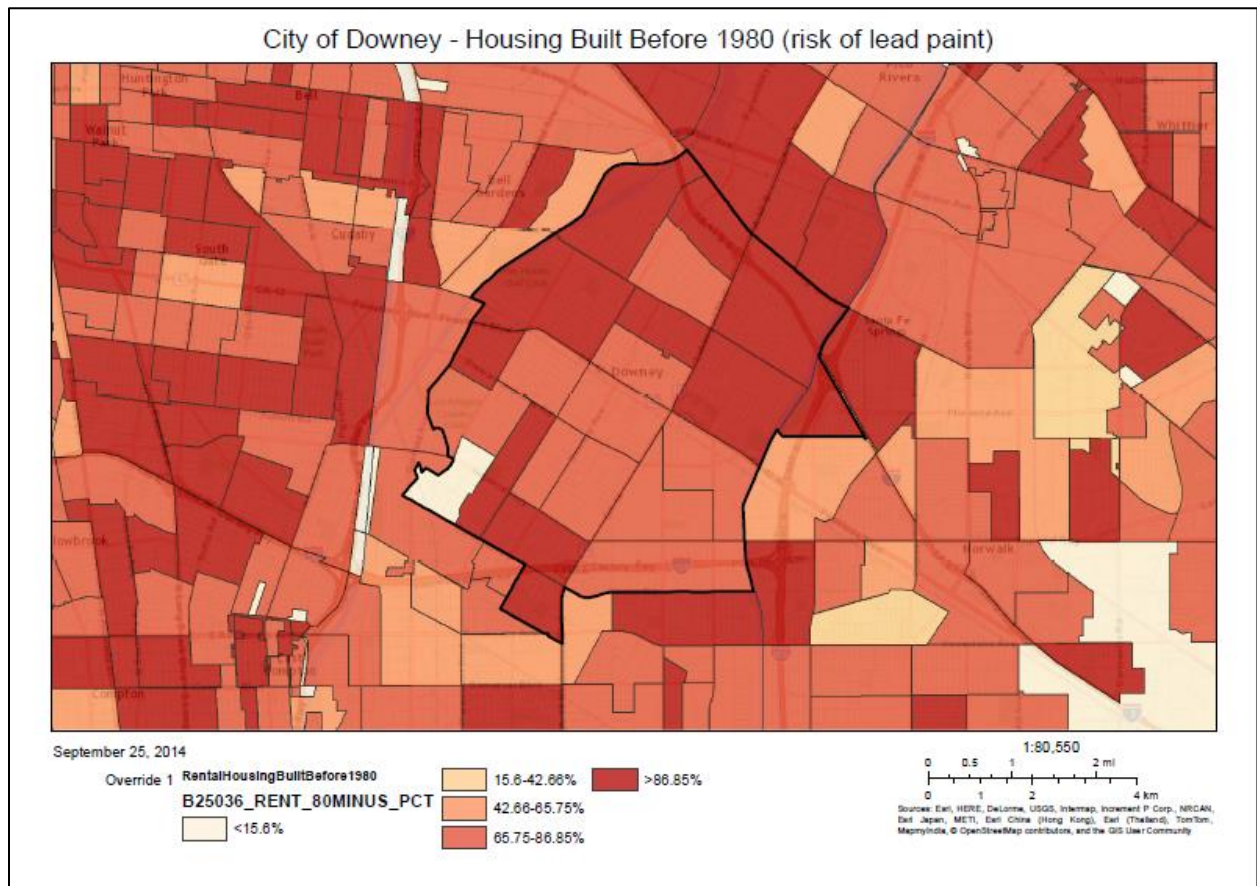 City of Downey - Housing Built Before 1980 (risk of lead paint)
Huntington
Park
Bell
Rivera
Walnut
Park
Whittier
Bell
Gardens
Cudahy
South
Gate
Santa Fe
Springs
Downey
Norwalk
Compton
September 25, 2014
1:80,550
Override 1 RentalHousingBuiltBefore1980
B25036_RENT_80MINUS_PCT
<15.6%
15.6-42.66%
42.66-65.75%
65.75-86.85%
>86.85%
0 0.5 1 2 mi
0 1 2 4 km
Sources: Esri, HERE, DeLorme, USGS, Intermap, increment P Corp., NRCAN,
Esri Japan, METI, Esri China (Hong Kong), Esri (Thailand), TomTom,
MapmyIndia, © OpenStreetMap contributors, and the GIS User Community